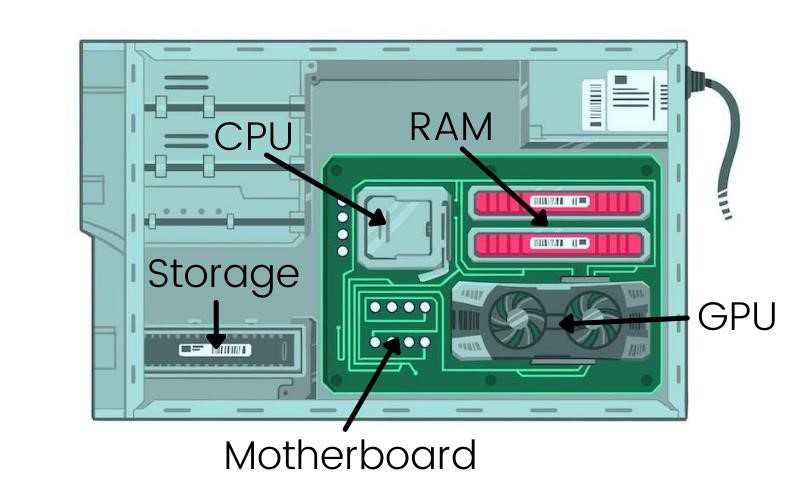 RAM
CPU
Storage
GPU
Motherboard